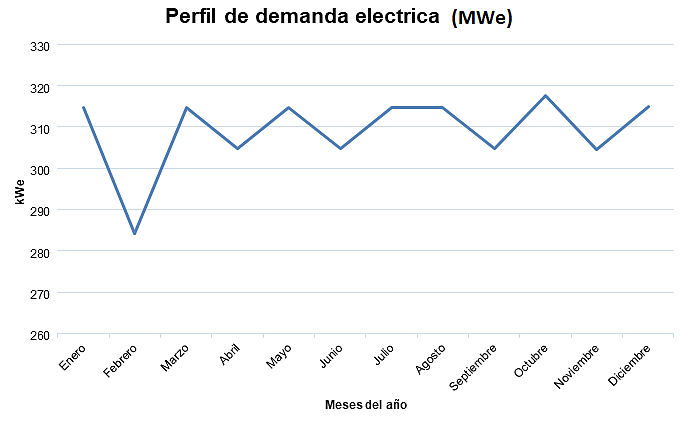 Perfil de demanda electrica (MWe)
330
320
310
300
290
280
270
260
kWe
Enero
Febrero
Marzo
Abril
Mayo
Junio
Julio
Agosto
Septiembre
Octubre
Noviembre
Diciembre
Meses del año